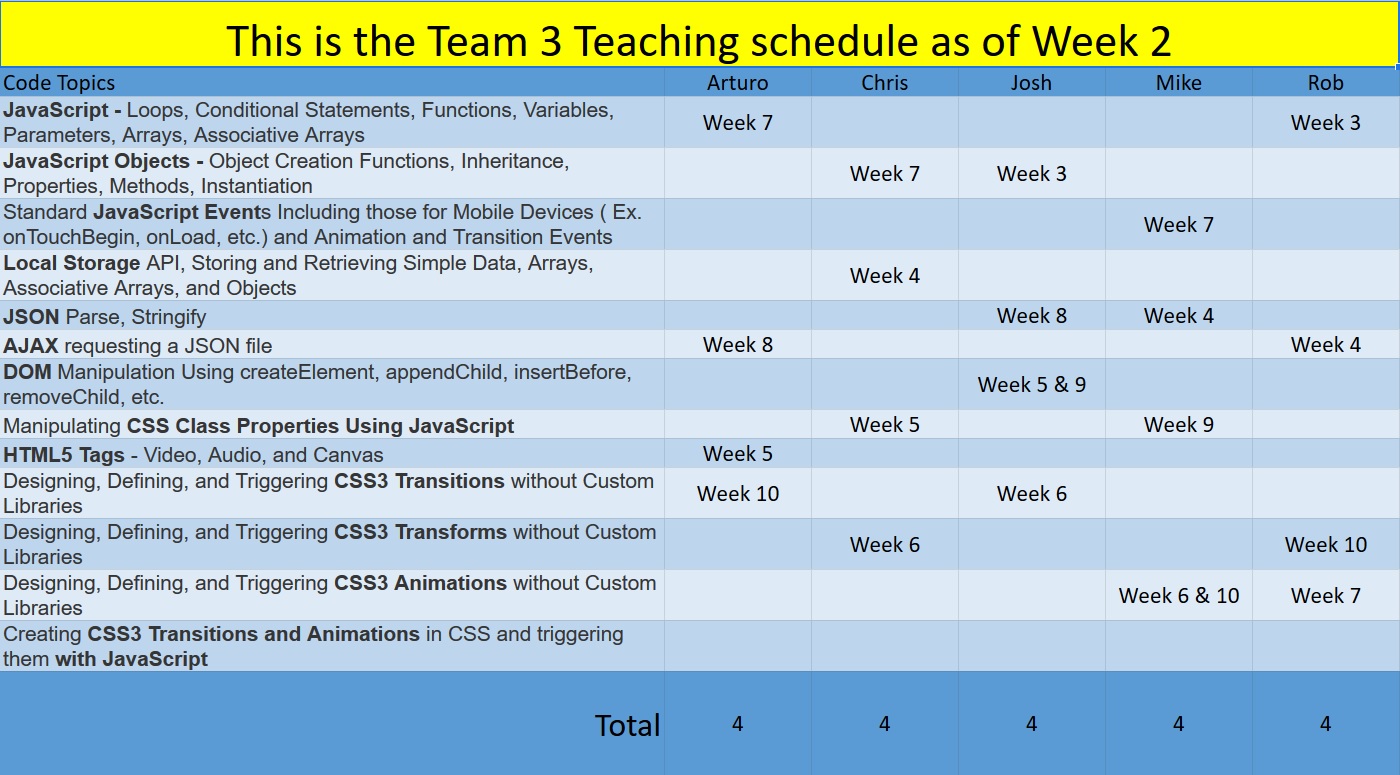 This is the Team 3 Teaching schedule as of Week 2
Code Topics Arturo Chris Josh Mike Rob
JavaScript - Loops, Conditional Statements, Functions, Variables,
Parameters, Arrays, Associative Arrays Week 7 Week 3
JavaScript Objects - Object Creation Functions, Inheritance,
Properties, Methods, Instantiation Week 7 Week 3
Standard JavaScript Events Including those for Mobile Devices ( Ex.
onTouchBegin, onLoad, etc.) and Animation and Transition Events Week 7
Local Storage API, Storing and Retrieving Simple Data, Arrays,
Associative Arrays, and Objects Week 4
JSON Parse, Stringify Week 8 Week 4
AJAX requesting a JSON file Week 8 Week 4
DOM Manipulation Using createElement, appendChild, insertBefore,
removeChild, etc. Week 5 & 9
Manipulating CSS Class Properties Using JavaScript Week 5 Week 9
HTML5 Tags - Video, Audio, and Canvas Week 5
Designing, Defining, and Triggering CSS3 Transitions without Custom
Libraries Week 10 Week 6
Designing, Defining, and Triggering CSS3 Transforms without Custom
Libraries Week 6 Week 10
Designing, Defining, and Triggering CSS3 Animations without Custom
Libraries Week 6 & 10 Week 7
Creating CSS3 Transitions and Animations in CSS and triggering
them with JavaScript
Total 4 4 4 4 4